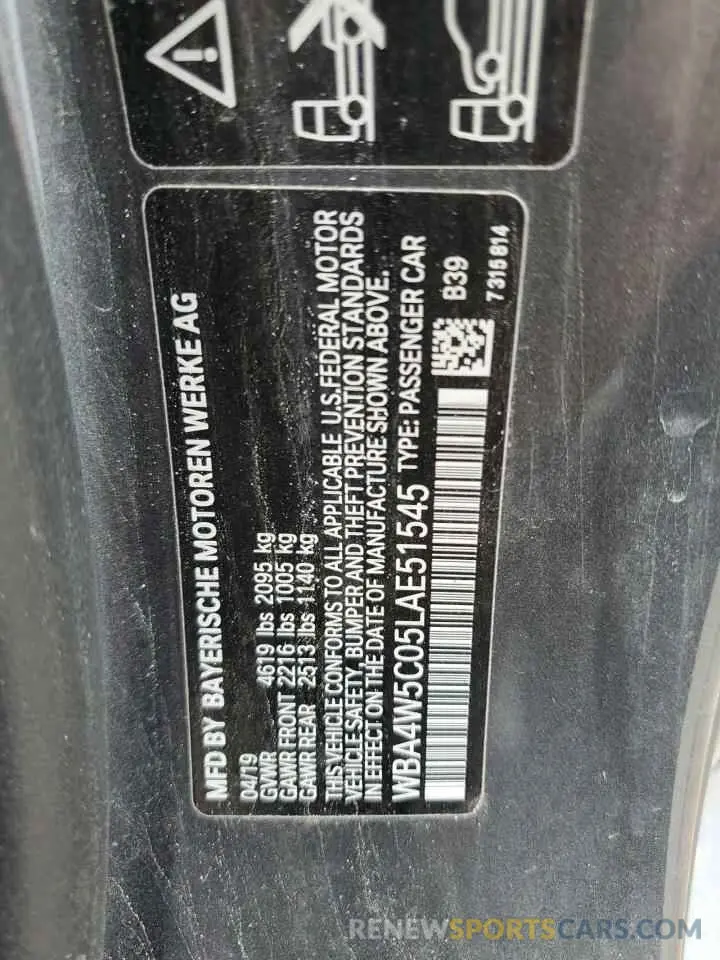 MFD BY BAYERISCHE MOTOREN WERKE AG
04/19
GVWR 4619 lbs 2095 kg
GAWR FRONT 2216 lbs 1005 kg
GAWR REAR 2513 lbs 1140 kg
THIS VEHICLE CONFORMS TO ALL APPLICABLE U.S. FEDERAL MOTOR
VEHICLE SAFETY, BUMPER AND THEFT PREVENTION STANDARDS
IN EFFECT ON THE DATE OF MANUFACTURE SHOWN ABOVE.
WBA4W5C05LAE51545 TYPE: PASSENGER CAR
B39
7 315 814
RENEWSPORTSCARS.COM